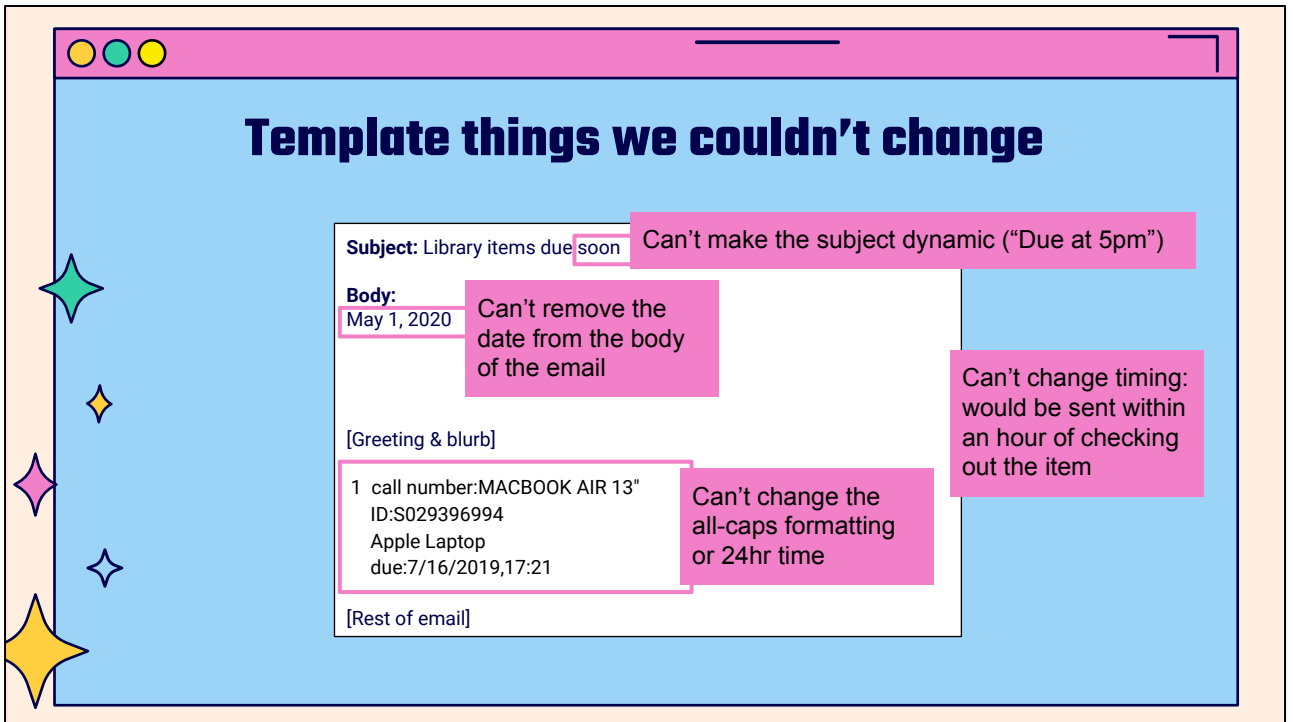 Template things we couldn’t change
Subject: Library items due soon
Can’t make the subject dynamic (“Due at 5pm”)
Body:
May 1, 2020
Can’t remove the
date from the body
of the email
Can’t change timing:
would be sent within
an hour of checking
out the item
[Greeting & blurb]
1 call number:MACBOOK AIR 13"
ID:S029396994
Apple Laptop
due:7/16/2019,17:21
Can’t change the
all-caps formatting
or 24hr time
[Rest of email]